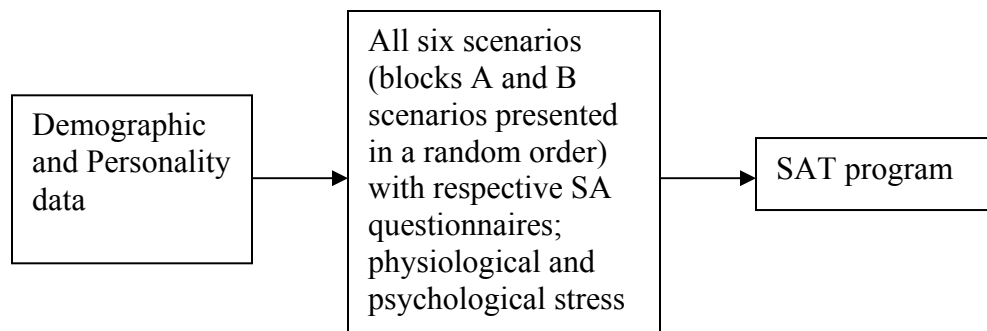 Demographic
and Personality
data
All six scenarios
(blocks A and B
scenarios presented
in a random order)
with respective SA
questionnaires;
physiological and
psychological stress
SAT program